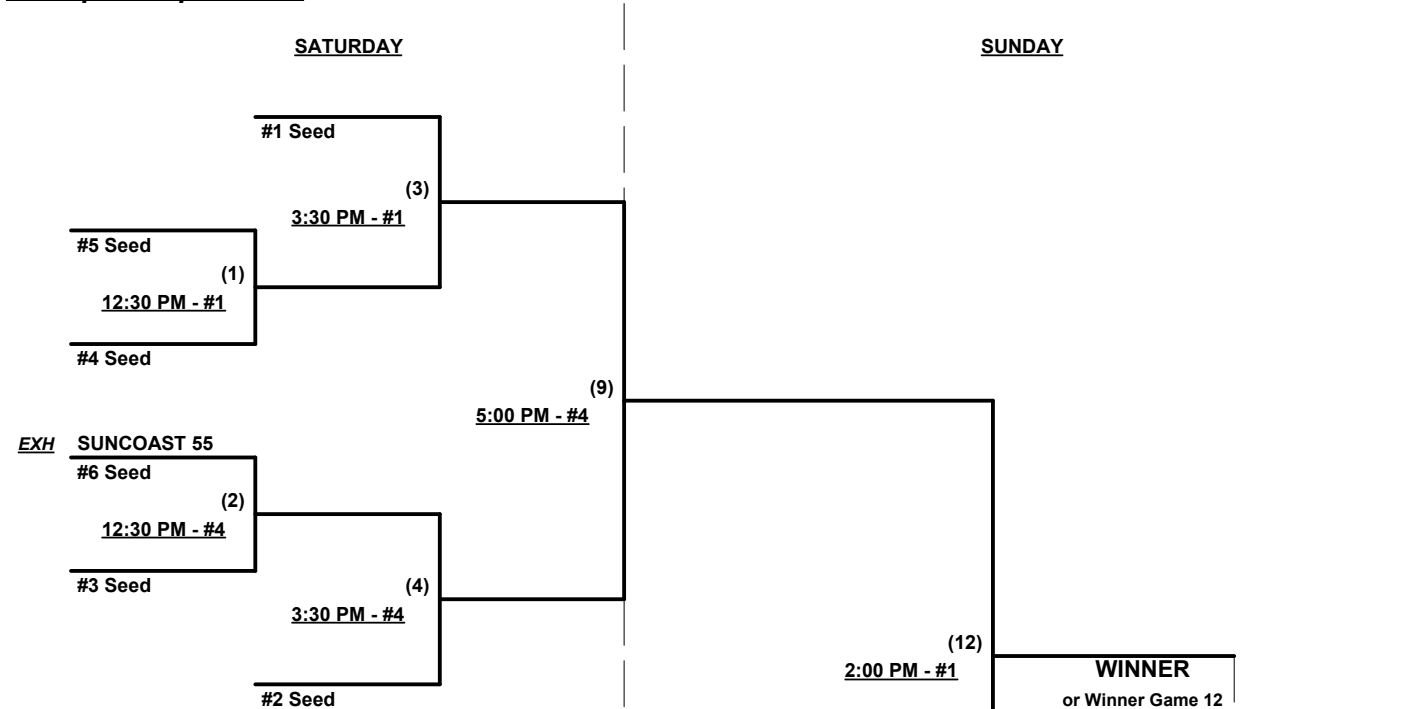 SATURDAY
SUNDAY
#1 Seed
(3)
3:30 PM - #1
#5 Seed
(1)
12:30 PM - #1
#4 Seed
(9)
5:00 PM - #4
EXH SUNCOAST 55
#6 Seed
(2)
12:30 PM - #4
#3 Seed
(4)
3:30 PM - #4
(12)
2:00 PM - #1
WINNER
#2 Seed
or Winner Game 12